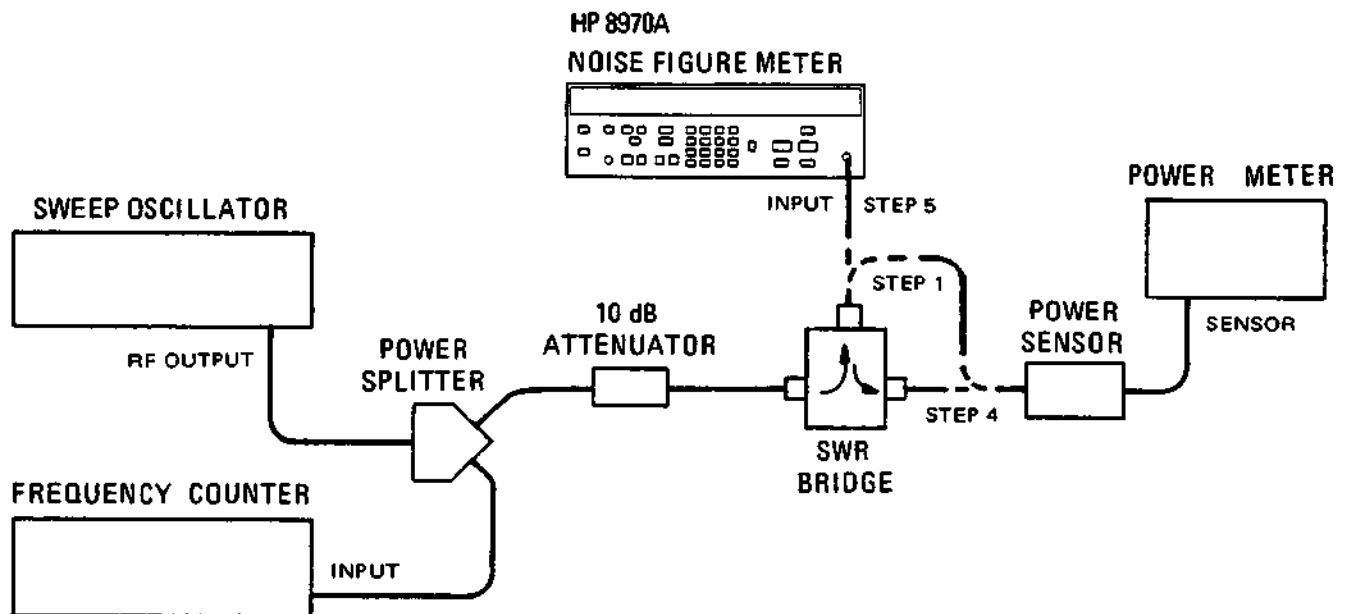 HP 8970A
NOISE FIGURE METER
INPUT
STEP 5
POWER METER
SENSOR
SWEEP OSCILLATOR
RF OUTPUT
STEP 1
POWER
SENSOR
10 dB
ATTENUATOR
POWER
SPLITTER
STEP 4
SWR
BRIDGE
FREQUENCY COUNTER
INPUT